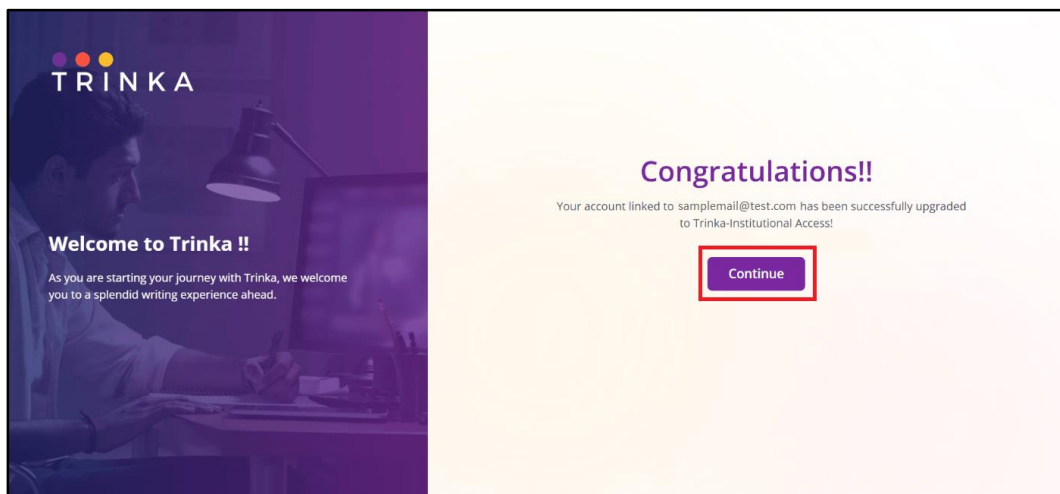 TRINKA
Welcome to Trinka !!
As you are starting your journey with Trinka, we welcome
you to a splendid writing experience ahead.
Congratulations!!
Your account linked to samplemail@test.com has been successfully upgraded
to Trinka-Institutional Access!
Continue